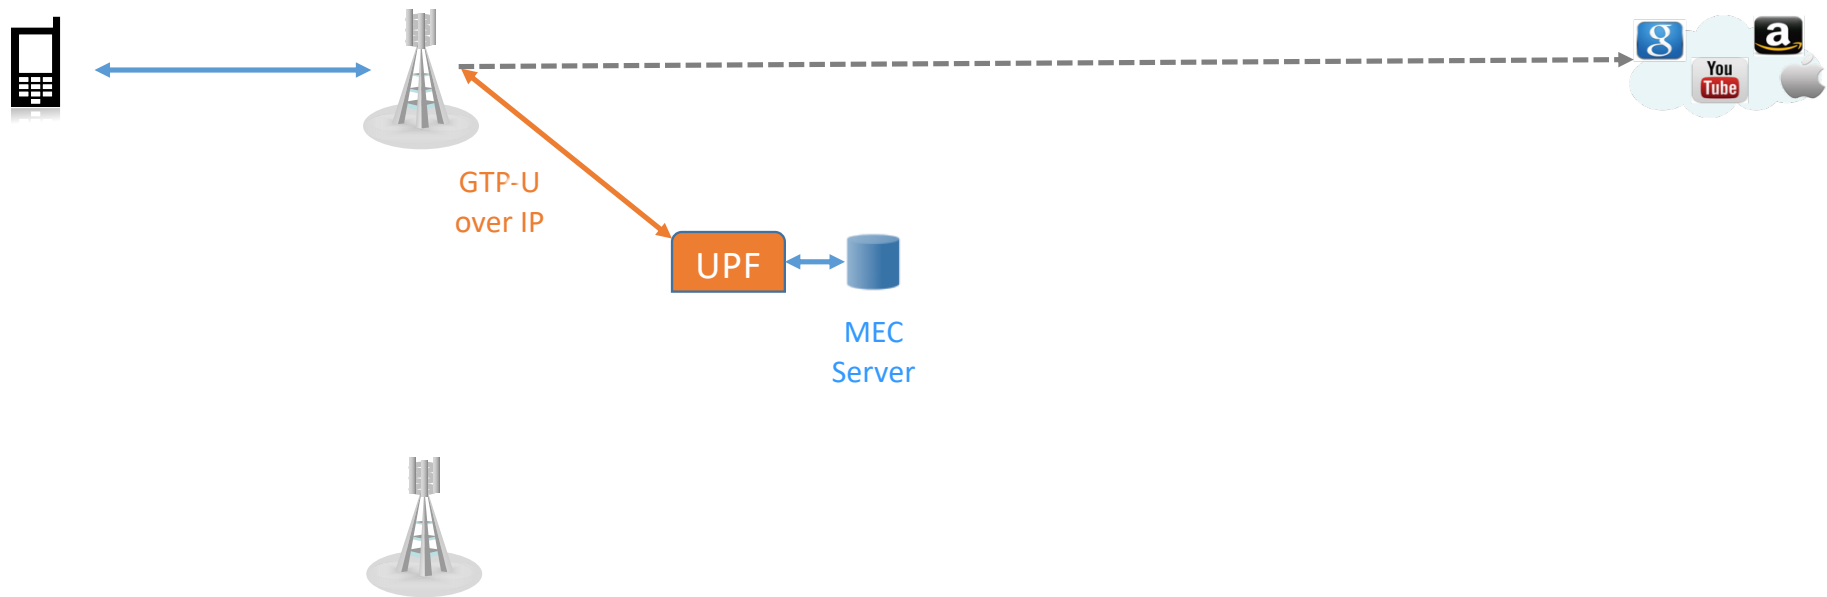 g
a
You
Tube
GTP-U
over IP
UPF
MEC
Server